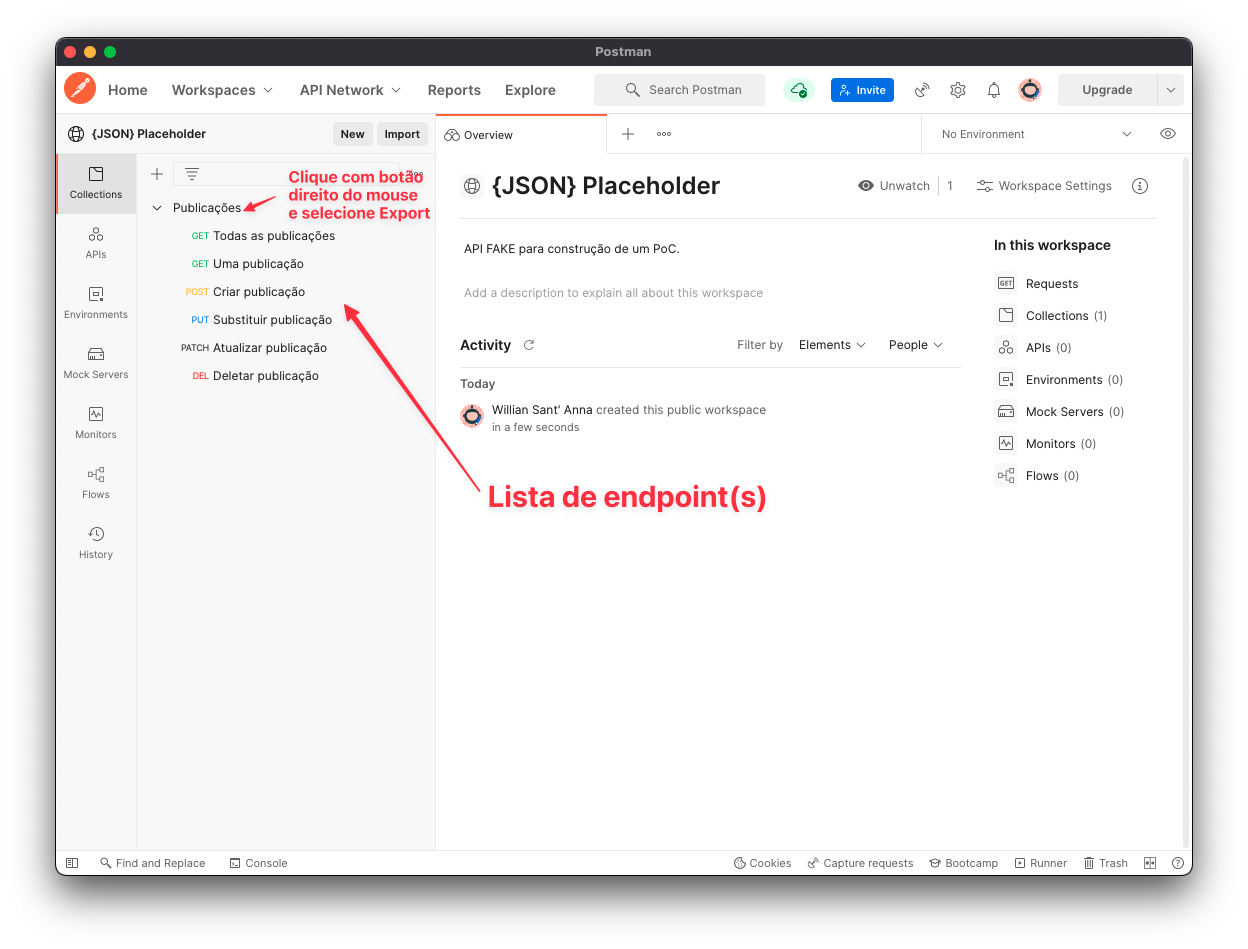 Postman
Home
Workspaces
API Network
Reports
Explore
Search Postman
Invite
Upgrade
{JSON} Placeholder
New
Import
Overview
No Environment
Collections
APIs
Environments
Mock Servers
Monitors
Flows
History
Clique com botão
direito do mouse
e selecione Export
Publicações
GET Todas as publicações
GET Uma publicação
POST Criar publicação
PUT Substituir publicação
PATCH Atualizar publicação
DEL Deletar publicação
{JSON} Placeholder
Unwatch
1
Workspace Settings
API FAKE para construção de um PoC.
Add a description to explain all about this workspace
Activity
Filter by
Elements
People
Today
Willian Sant' Anna created this public workspace
in a few seconds
Lista de endpoint(s)
In this workspace
GET Requests
Collections (1)
APIs (0)
Environments (0)
Mock Servers (0)
Monitors (0)
Flows (0)
Find and Replace
Console
Cookies
Capture requests
Bootcamp
Runner
Trash